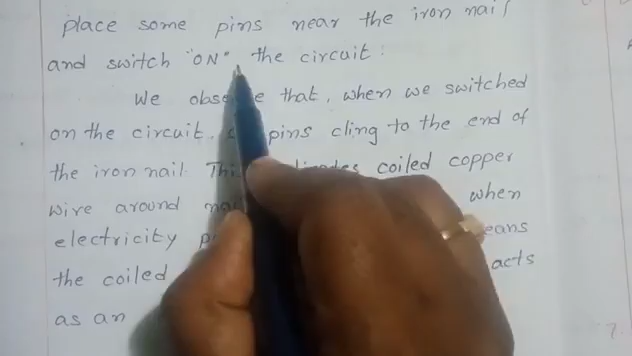 place some pins near the iron nail
and switch "ON" the circuit.
We that, when we switched
on the circuit. pins cling to the end of
the iron nail. coiled copper
wire around when
electricity
the coiled acts
as an